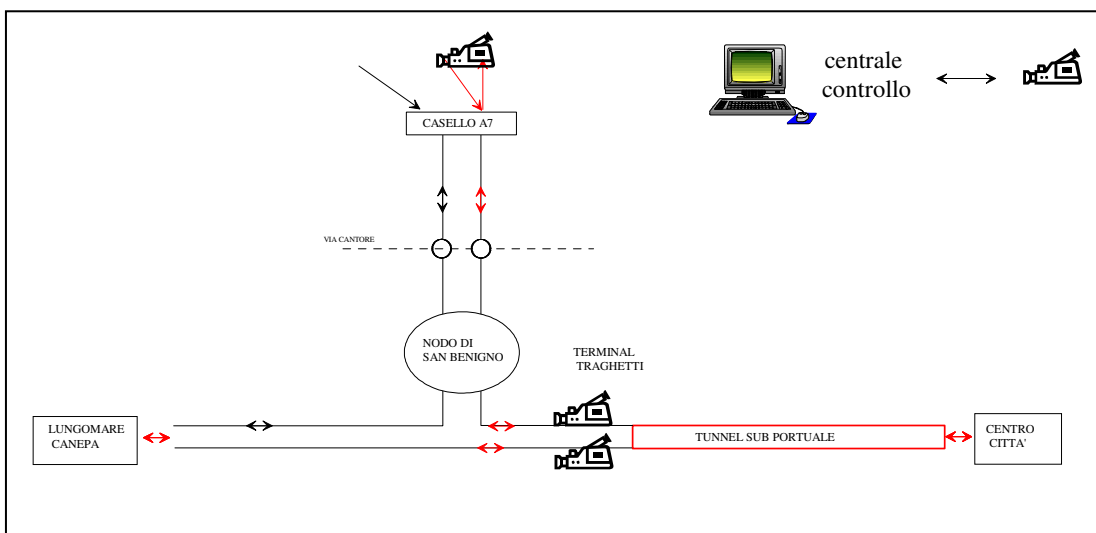 centrale
controllo
CASELLO A7
VIA CANTORE
NODO DI
SAN BENIGNO
TERMINAL
TRAGHETTI
LUNGOMARE
CANEPA
TUNNEL SUB PORTUALE
CENTRO
CITTA'